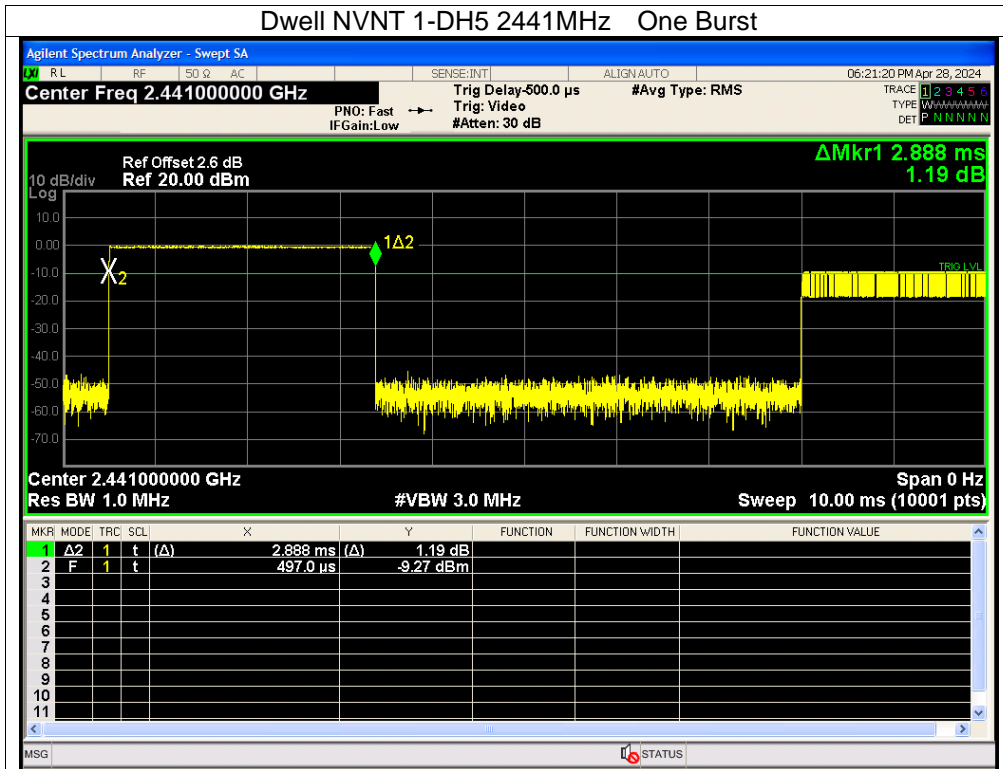 Dwell NVNT 1-DH5 2441MHz One Burst
Agilent Spectrum Analyzer - Swept SA
LXI RL RF 50 Ω AC SENSE:INT ALIGN AUTO 06:21:20 PM Apr 28, 2024
Center Freq 2.441000000 GHz
PNO: Fast
IFGain:Low
Trig Delay-500.0 µs
Trig: Video
#Atten: 30 dB
#Avg Type: RMS
TRACE 1 2 3 4 5 6
TYPE WWWWWW
DET P N N N N N
ΔMkr1 2.888 ms
1.19 dB
10 dB/div
Log
Ref Offset 2.6 dB
Ref 20.00 dBm
10.0
0.00
-10.0
-20.0
-30.0
-40.0
-50.0
-60.0
-70.0
1Δ2
2
TRIG LVL
Center 2.441000000 GHz Span 0 Hz
Res BW 1.0 MHz #VBW 3.0 MHz Sweep 10.00 ms (10001 pts)
MKR MODE TRC SCL X Y FUNCTION FUNCTION WIDTH FUNCTION VALUE
1 Δ2 1 t (Δ) 2.888 ms (Δ) 1.19 dB
2 F 1 t 497.0 µs -9.27 dBm
3
4
5
6
7
8
9
10
11
MSG STATUS